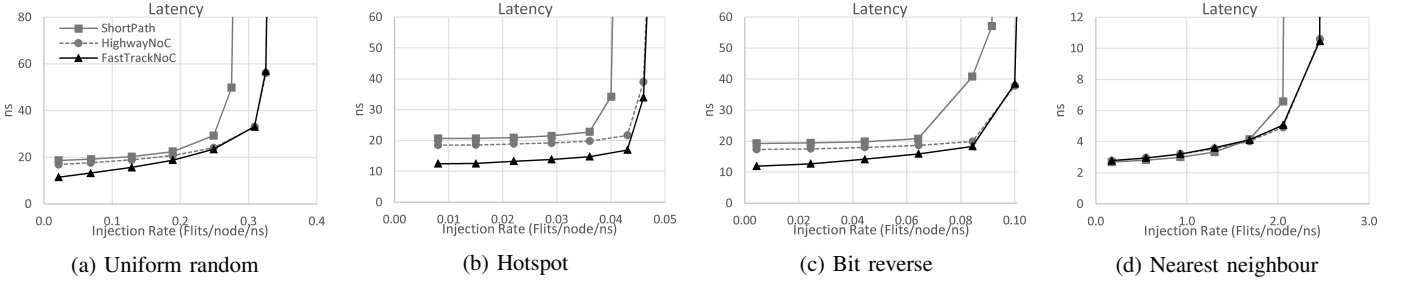 Latency
80
60
40
20
0
ns
ShortPath
HighwayNoC
FastTrackNoC
0.0
0.1
0.2
0.3
0.4
Injection Rate (Flits/node/ns)
(a) Uniform random
Latency
60
50
40
30
20
10
0
ns
0.00
0.01
0.02
0.03
0.04
0.05
Injection Rate (Flits/node/ns)
(b) Hotspot
Latency
60
50
40
30
20
10
0
ns
0.00
0.02
0.04
0.06
0.08
0.10
Injection Rate (Flits/node/ns)
(c) Bit reverse
Latency
12
10
8
6
4
2
0
ns
0.0
1.0
2.0
3.0
Injection Rate (Flits/node/ns)
(d) Nearest neighbour